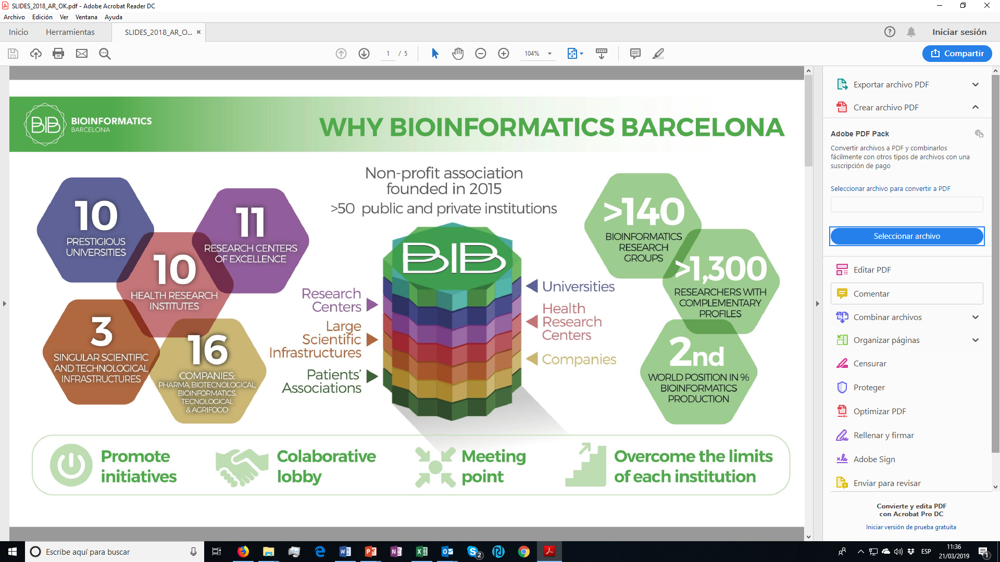 SLIDES_2018_AR_OK.pdf - Adobe Acrobat Reader DC
Archivo Edición Ver Ventana Ayuda
Inicio Herramientas SLIDES_2018_AR_O... × Iniciar sesión
1 / 5 104% Compartir
BIB BIOINFORMATICS
BARCELONA
WHY BIOINFORMATICS BARCELONA
Non-profit association
founded in 2015
>50 public and private institutions
10
PRESTIGIOUS
UNIVERSITIES
11
RESEARCH CENTERS
OF EXCELLENCE
10
HEALTH RESEARCH
INSTITUTES
3
SINGULAR SCIENTIFIC
AND TECHNOLOGICAL
INFRASTRUCTURES
16
COMPANIES:
PHARMA, BIOTECNOLOGICAL,
BIOINFORMATICS,
TECNOLOGICAL
& AGRIFOOD
BIB
Research
Centers
Large
Scientific
Infrastructures
Patients'
Associations
Universities
Health
Research
Centers
Companies
>140
BIOINFORMATICS
RESEARCH
GROUPS
>1,300
RESEARCHERS WITH
COMPLEMENTARY
PROFILES
2nd
WORLD POSITION IN %
BIOINFORMATICS
PRODUCTION
Promote
initiatives
Colaborative
lobby
Meeting
point
Overcome the limits
of each institution
Exportar archivo PDF
Crear archivo PDF
Adobe PDF Pack
Convertir archivos a PDF y combinarlos
fácilmente con otros tipos de archivos con una
suscripción de pago
Seleccionar archivo para convertir a PDF
Seleccionar archivo
Editar PDF
Comentar
Combinar archivos
Organizar páginas
Censurar
Proteger
Optimizar PDF
Rellenar y firmar
Adobe Sign
Enviar para revisar
Convierte y edita PDF
con Acrobat Pro DC
Iniciar versión de prueba gratuita
Escribe aquí para buscar
2
ESP
11:36
21/03/2019
1